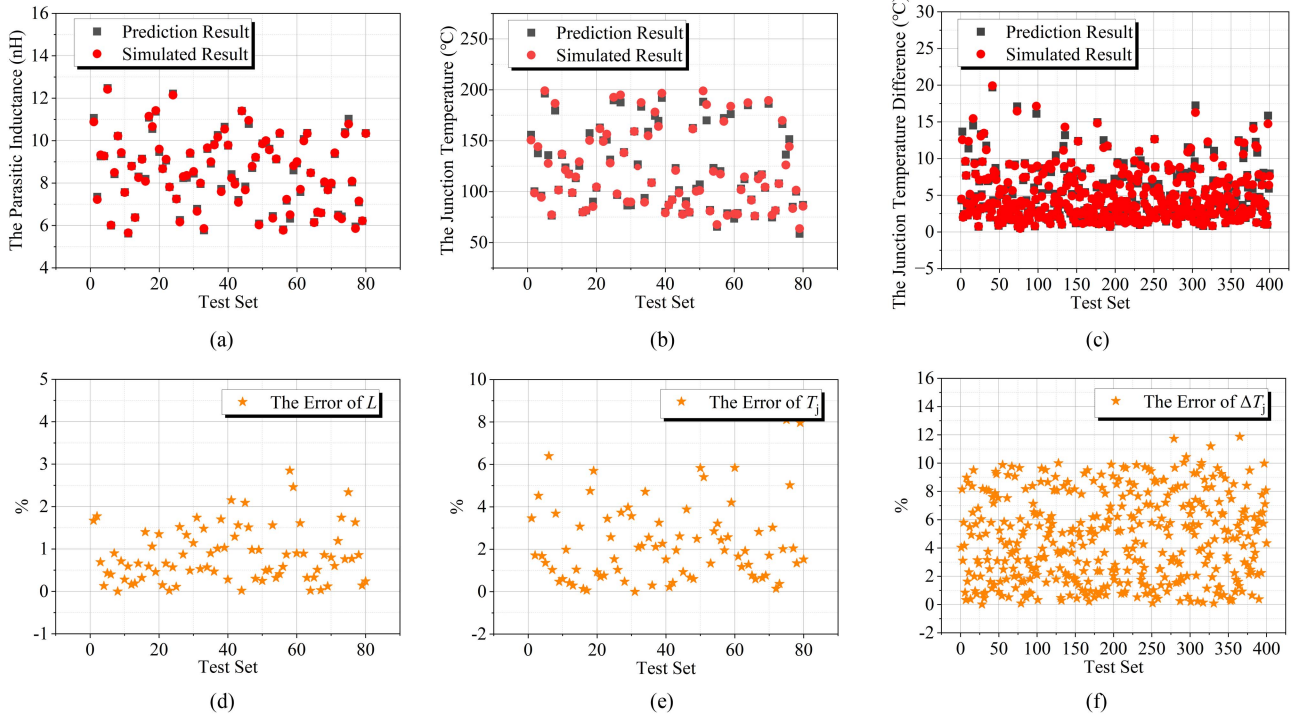 16
14
12
10
8
6
4
The Parasitic Inductance (nH)
Prediction Result
Simulated Result
0 20 40 60 80
Test Set
(a)
250
200
150
100
50
The Junction Temperature (℃)
Prediction Result
Simulated Result
0 20 40 60 80
Test Set
(b)
30
25
20
15
10
5
0
−5
The Junction Temperature Difference (℃)
Prediction Result
Simulated Result
0 50 100 150 200 250 300 350 400
Test Set
(c)
5
4
3
2
1
0
-1
%
The Error of L
0 20 40 60 80
Test Set
(d)
10
8
6
4
2
0
-2
%
The Error of Tj
0 20 40 60 80
Test Set
(e)
16
14
12
10
8
6
4
2
0
-2
%
The Error of ΔTj
0 50 100 150 200 250 300 350 400
Test Set
(f)